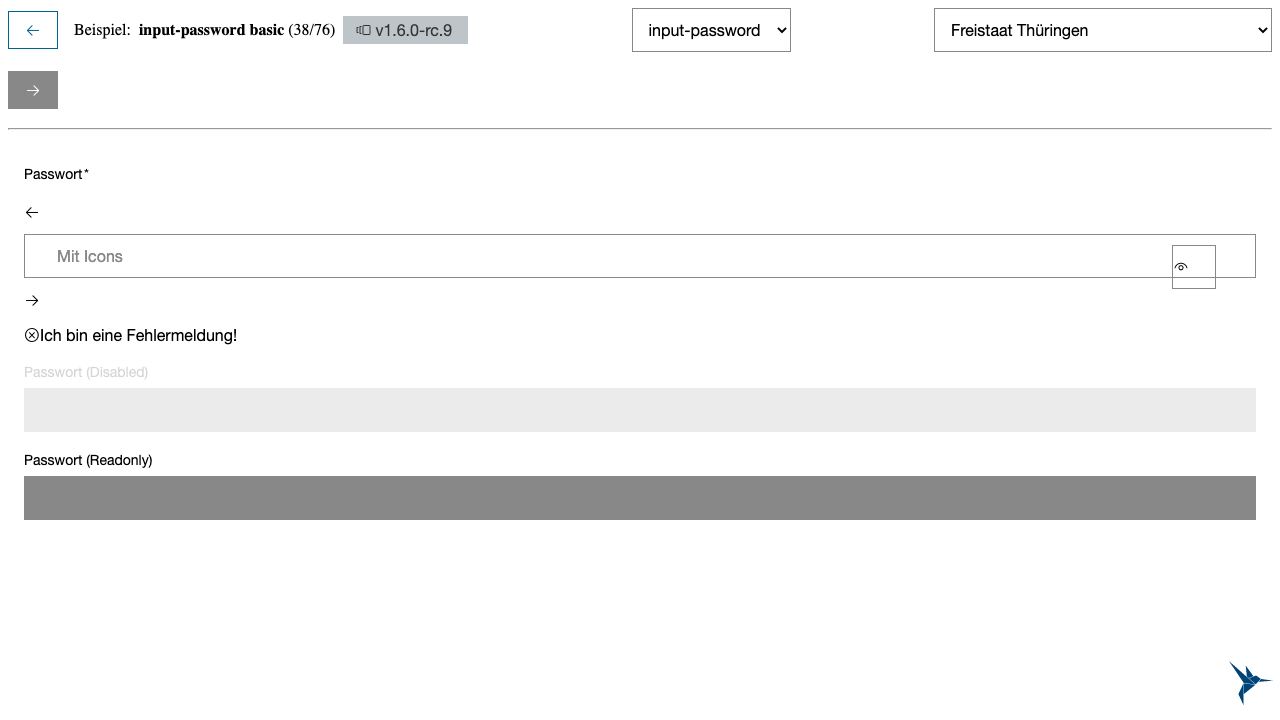 Beispiel: input-password basic (38/76) v1.6.0-rc.9 input-password Freistaat Thüringen
Passwort*
Mit Icons
Ich bin eine Fehlermeldung!
Passwort (Disabled)
Passwort (Readonly)